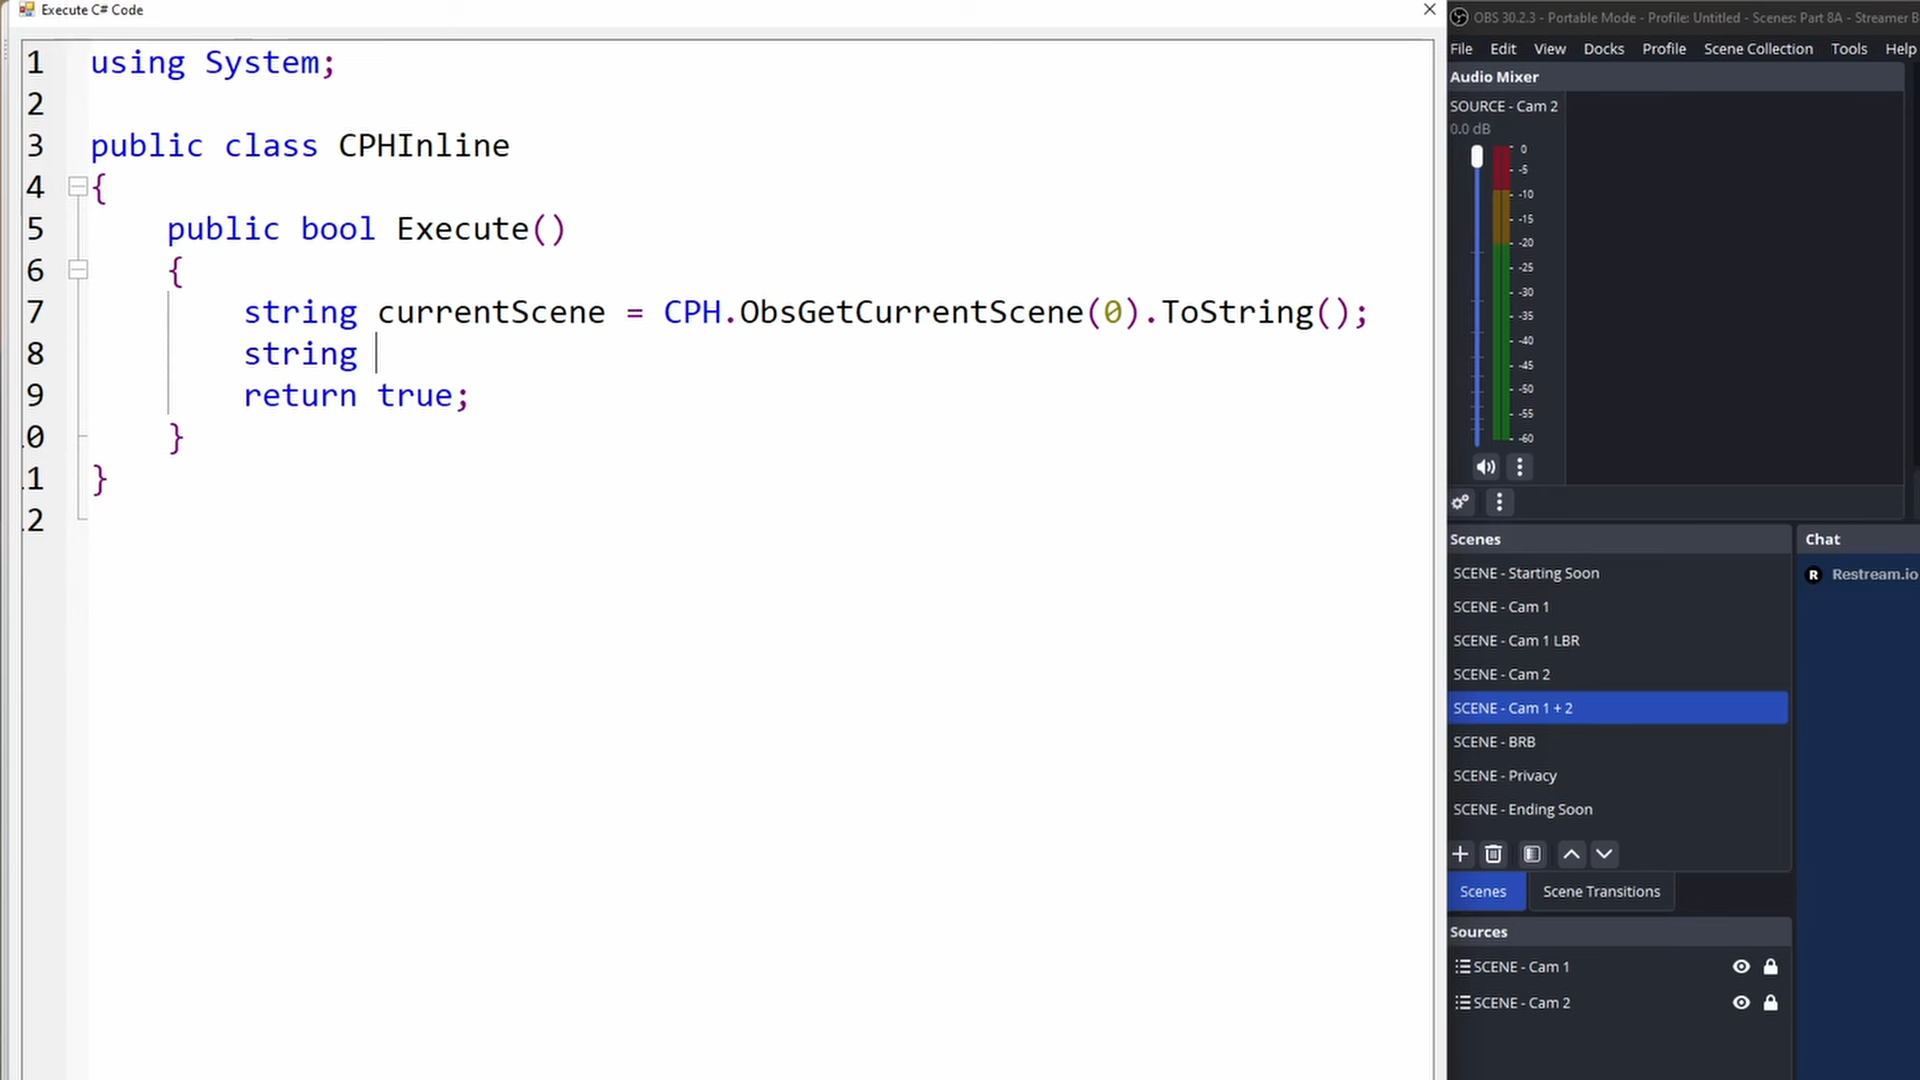 Execute C# Code
1 using System;
2
3 public class CPHInline
4 {
5 public bool Execute()
6 {
7 string currentScene = CPH.ObsGetCurrentScene(0).ToString();
8 string
9 return true;
.0 }
.1 }
.2
OBS 30.2.3 - Portable Mode - Profile: Untitled - Scenes: Part 8A - Streamer B
File Edit View Docks Profile Scene Collection Tools Help
Audio Mixer
SOURCE - Cam 2
0.0 dB
0
-5
-10
-15
-20
-25
-30
-35
-40
-45
-50
-55
-60
Scenes
SCENE - Starting Soon
SCENE - Cam 1
SCENE - Cam 1 LBR
SCENE - Cam 2
SCENE - Cam 1 + 2
SCENE - BRB
SCENE - Privacy
SCENE - Ending Soon
Scenes Scene Transitions
Sources
SCENE - Cam 1
SCENE - Cam 2
Chat
R Restream.io